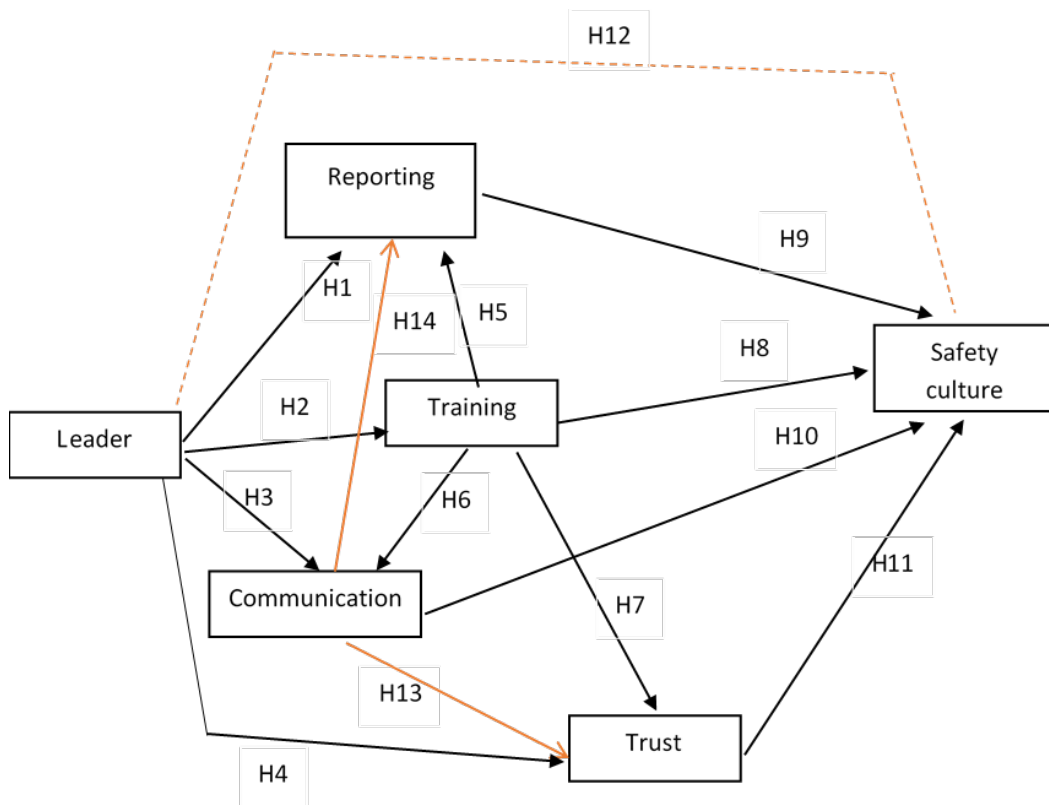 H12
Reporting
H9
H1
H14
H5
H8
Safety
culture
Training
H2
Leader
H10
H3
H6
H11
Communication
H7
H13
Trust
H4